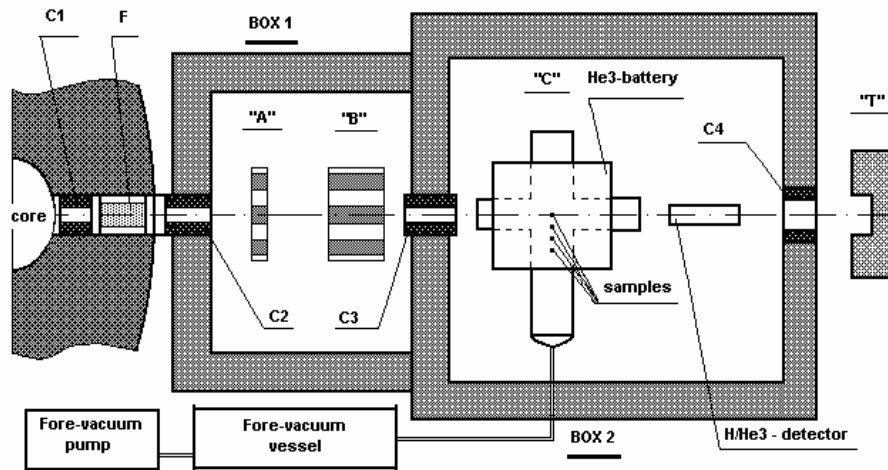 C1
F
BOX 1
"C"
He3-battery
"T"
"A"
"B"
C4
core
samples
C2
C3
Fore-vacuum
pump
Fore-vacuum
vessel
BOX 2
H/He3 - detector